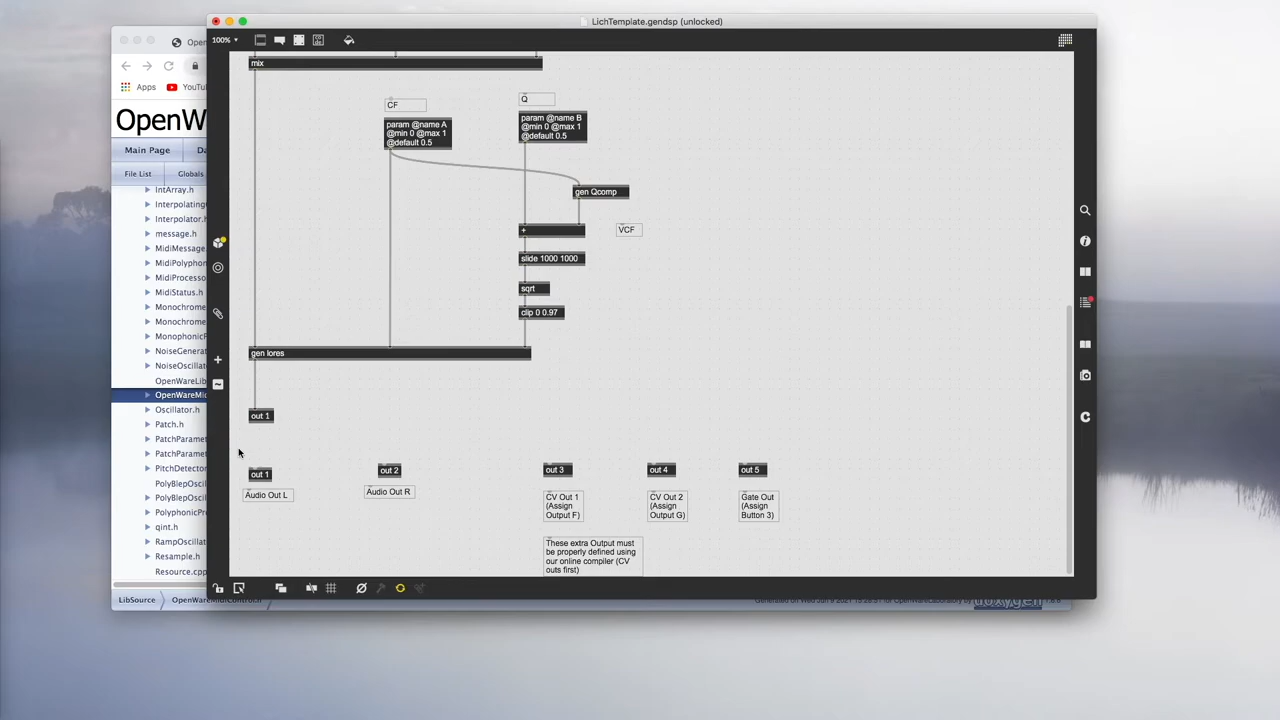 LichTemplate.gendsp (unlocked)
100%
mix
CF
Q
param @name A
@min 0 @max 1
@default 0.5
param @name B
@min 0 @max 1
@default 0.5
gen Qcomp
+
VCF
slide 1000 1000
sqrt
clip 0 0.97
gen lores
out 1
out 1
Audio Out L
out 2
Audio Out R
out 3
CV Out 1
(Assign
Output F)
out 4
CV Out 2
(Assign
Output G)
out 5
Gate Out
(Assign
Button 3)
These extra Output must
be properly defined using
our online compiler (CV
outs first)
Apps
Main Page
File List
Globals
IntArray.h
Interpolator.h
message.h
MidiStatus.h
Oscillator.h
Patch.h
qint.h
Resample.h
Resource.cpp
LibSource